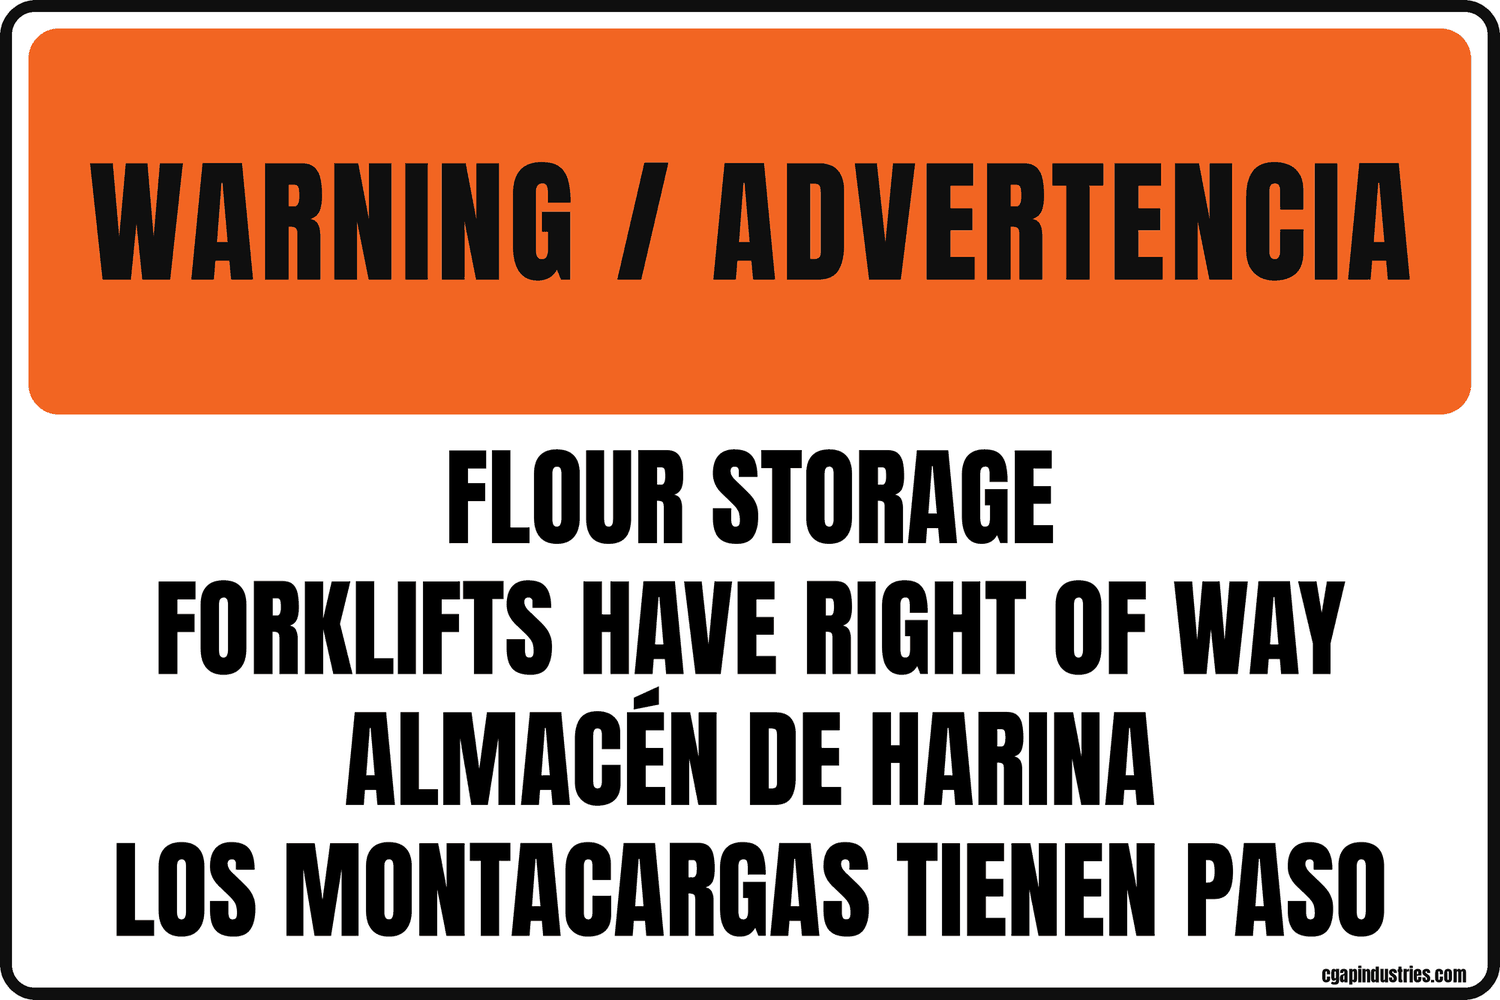 WARNING / ADVERTENCIA
FLOUR STORAGE
FORKLIFTS HAVE RIGHT OF WAY
ALMACÉN DE HARINA
LOS MONTACARGAS TIENEN PASO
cgapindustries.com